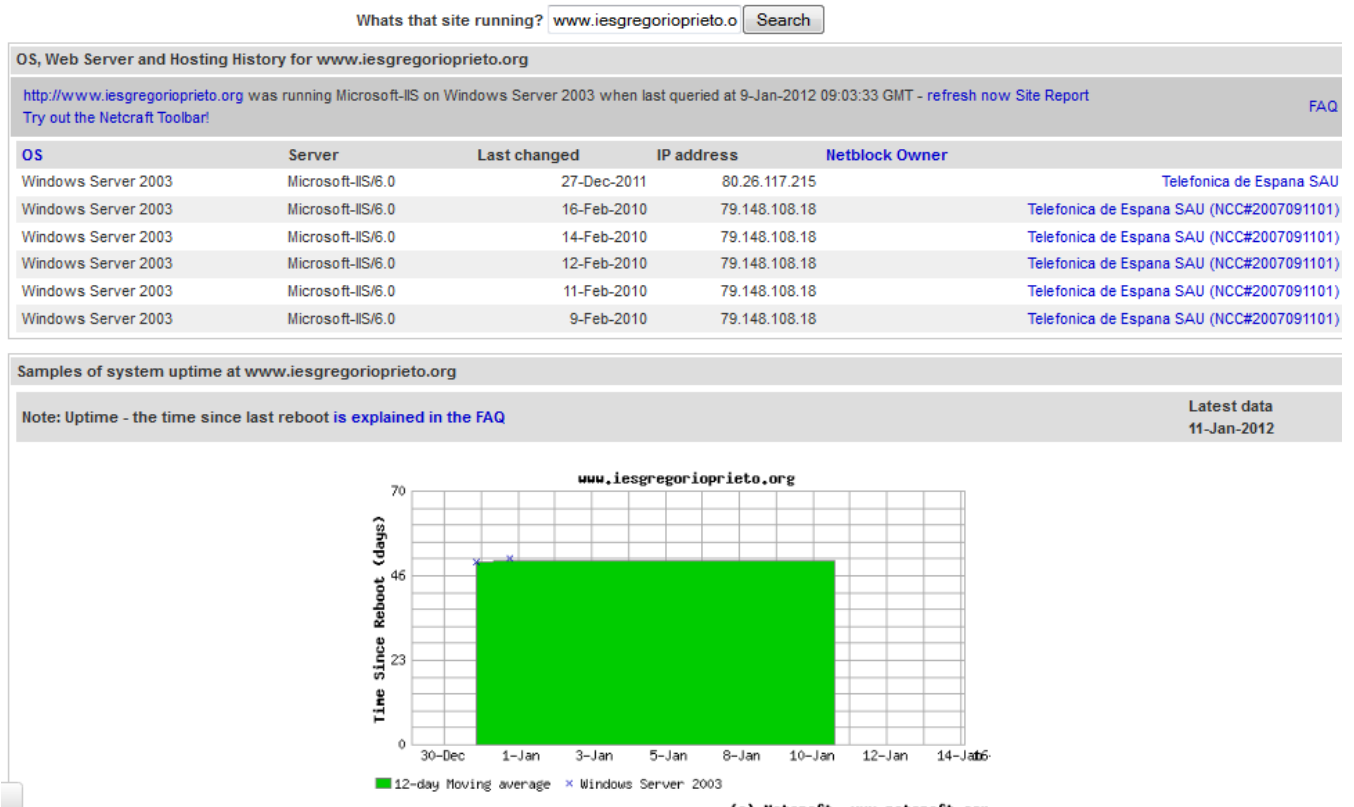 Whats that site running? www.iesgregorioprieto.o Search
OS, Web Server and Hosting History for www.iesgregorioprieto.org
http://www.iesgregorioprieto.org was running Microsoft-IIS on Windows Server 2003 when last queried at 9-Jan-2012 09:03:33 GMT - refresh now Site Report
Try out the Netcraft Toolbar!
FAQ
OS Server Last changed IP address Netblock Owner
Windows Server 2003 Microsoft-IIS/6.0 27-Dec-2011 80.26.117.215 Telefonica de Espana SAU
Windows Server 2003 Microsoft-IIS/6.0 16-Feb-2010 79.148.108.18 Telefonica de Espana SAU (NCC#2007091101)
Windows Server 2003 Microsoft-IIS/6.0 14-Feb-2010 79.148.108.18 Telefonica de Espana SAU (NCC#2007091101)
Windows Server 2003 Microsoft-IIS/6.0 12-Feb-2010 79.148.108.18 Telefonica de Espana SAU (NCC#2007091101)
Windows Server 2003 Microsoft-IIS/6.0 11-Feb-2010 79.148.108.18 Telefonica de Espana SAU (NCC#2007091101)
Windows Server 2003 Microsoft-IIS/6.0 9-Feb-2010 79.148.108.18 Telefonica de Espana SAU (NCC#2007091101)
Samples of system uptime at www.iesgregorioprieto.org
Note: Uptime - the time since last reboot is explained in the FAQ
Latest data
11-Jan-2012
www.iesgregorioprieto.org
Time Since Reboot (days)
70
46
23
0
30-Dec 1-Jan 3-Jan 5-Jan 8-Jan 10-Jan 12-Jan
12-day Moving average × Windows Server 2003